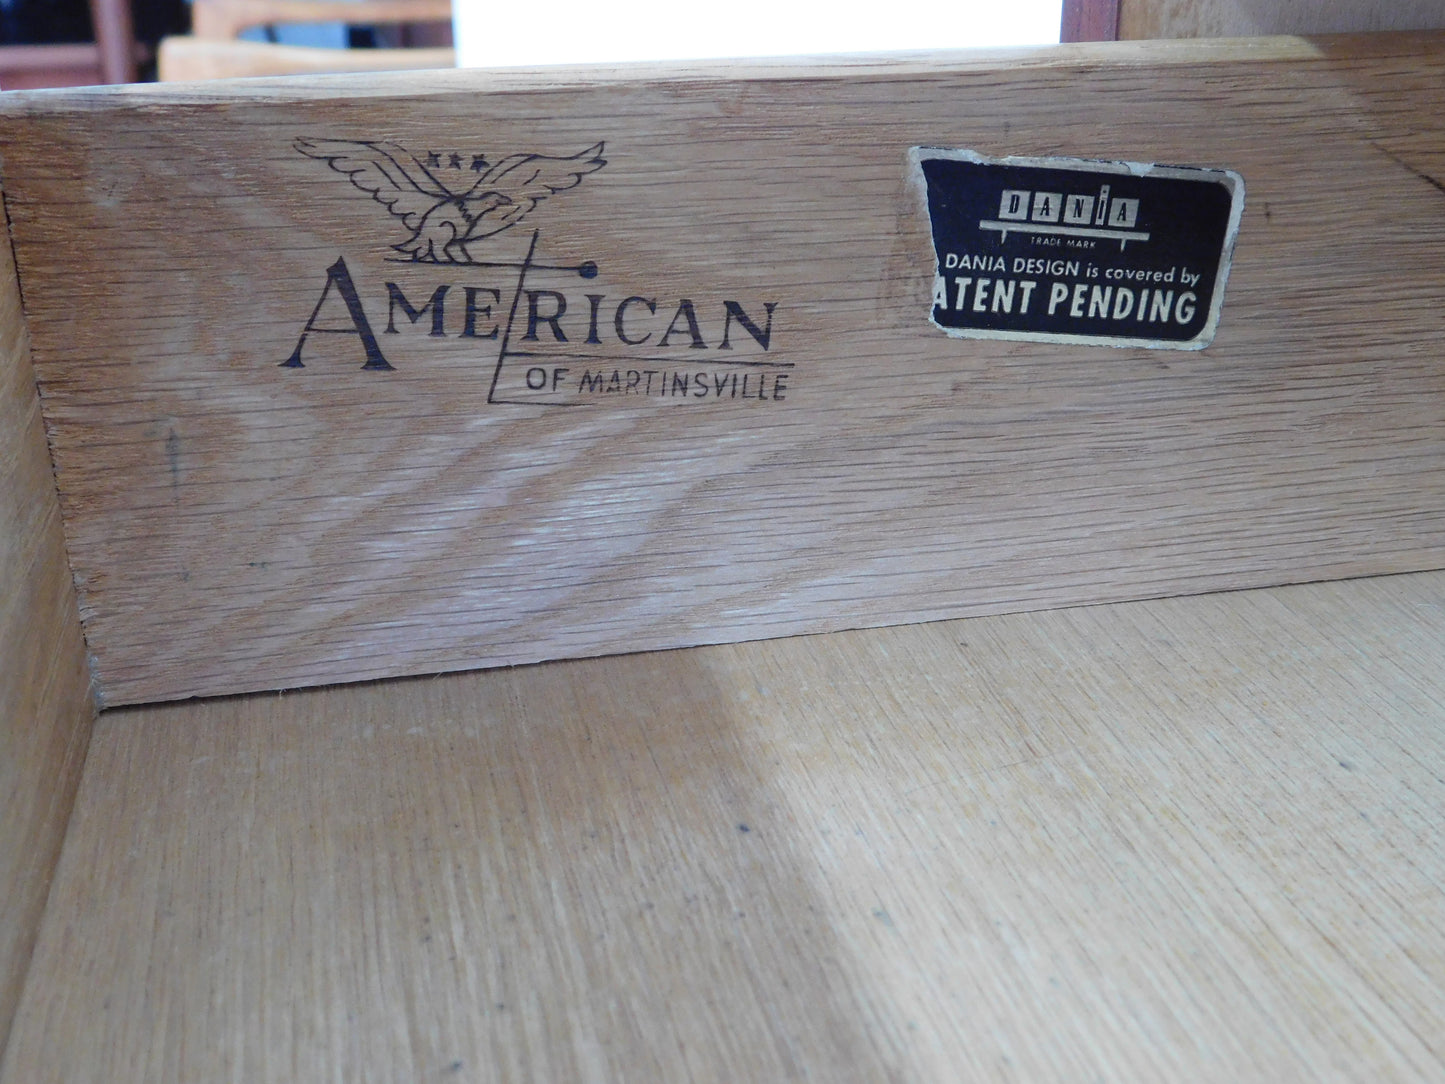 AMERICAN
OF MARTINSVILLE
DANiA
TRADE MARK
DANIA DESIGN is covered by
ATENT PENDING